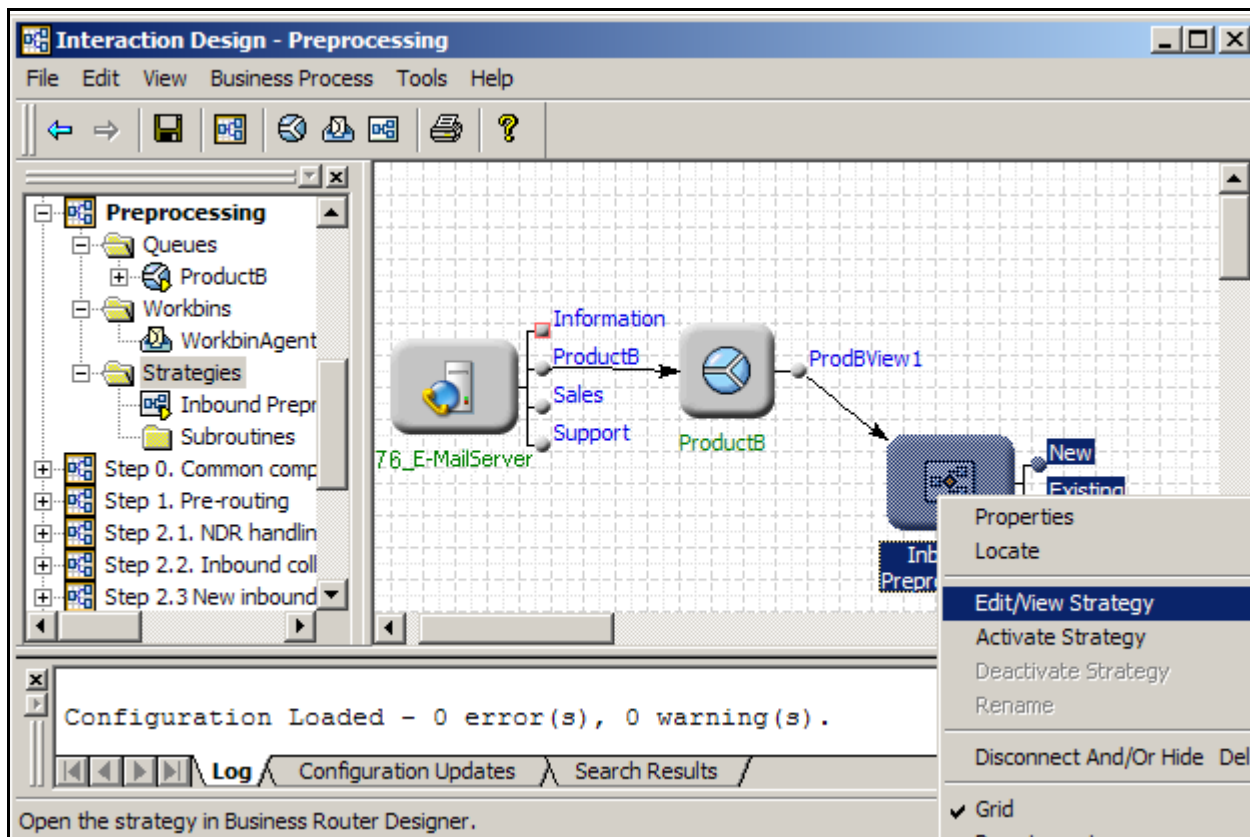 Interaction Design - Preprocessing
File Edit View Business Process Tools Help
Preprocessing
Queues
ProductB
Workbins
WorkbinAgent
Strategies
Inbound Prepr
Subroutines
Step 0. Common comp
Step 1. Pre-routing
Step 2.1. NDR handlin
Step 2.2. Inbound coll
Step 2.3 New inbound
Information
ProductB
Sales
Support
76_E-MailServer
ProductB
ProdBView1
New
Existing
Inb
Prepr
Properties
Locate
Edit/View Strategy
Activate Strategy
Deactivate Strategy
Rename
Disconnect And/Or Hide Del
Grid
Configuration Loaded - 0 error(s), 0 warning(s).
Log Configuration Updates Search Results
Open the strategy in Business Router Designer.